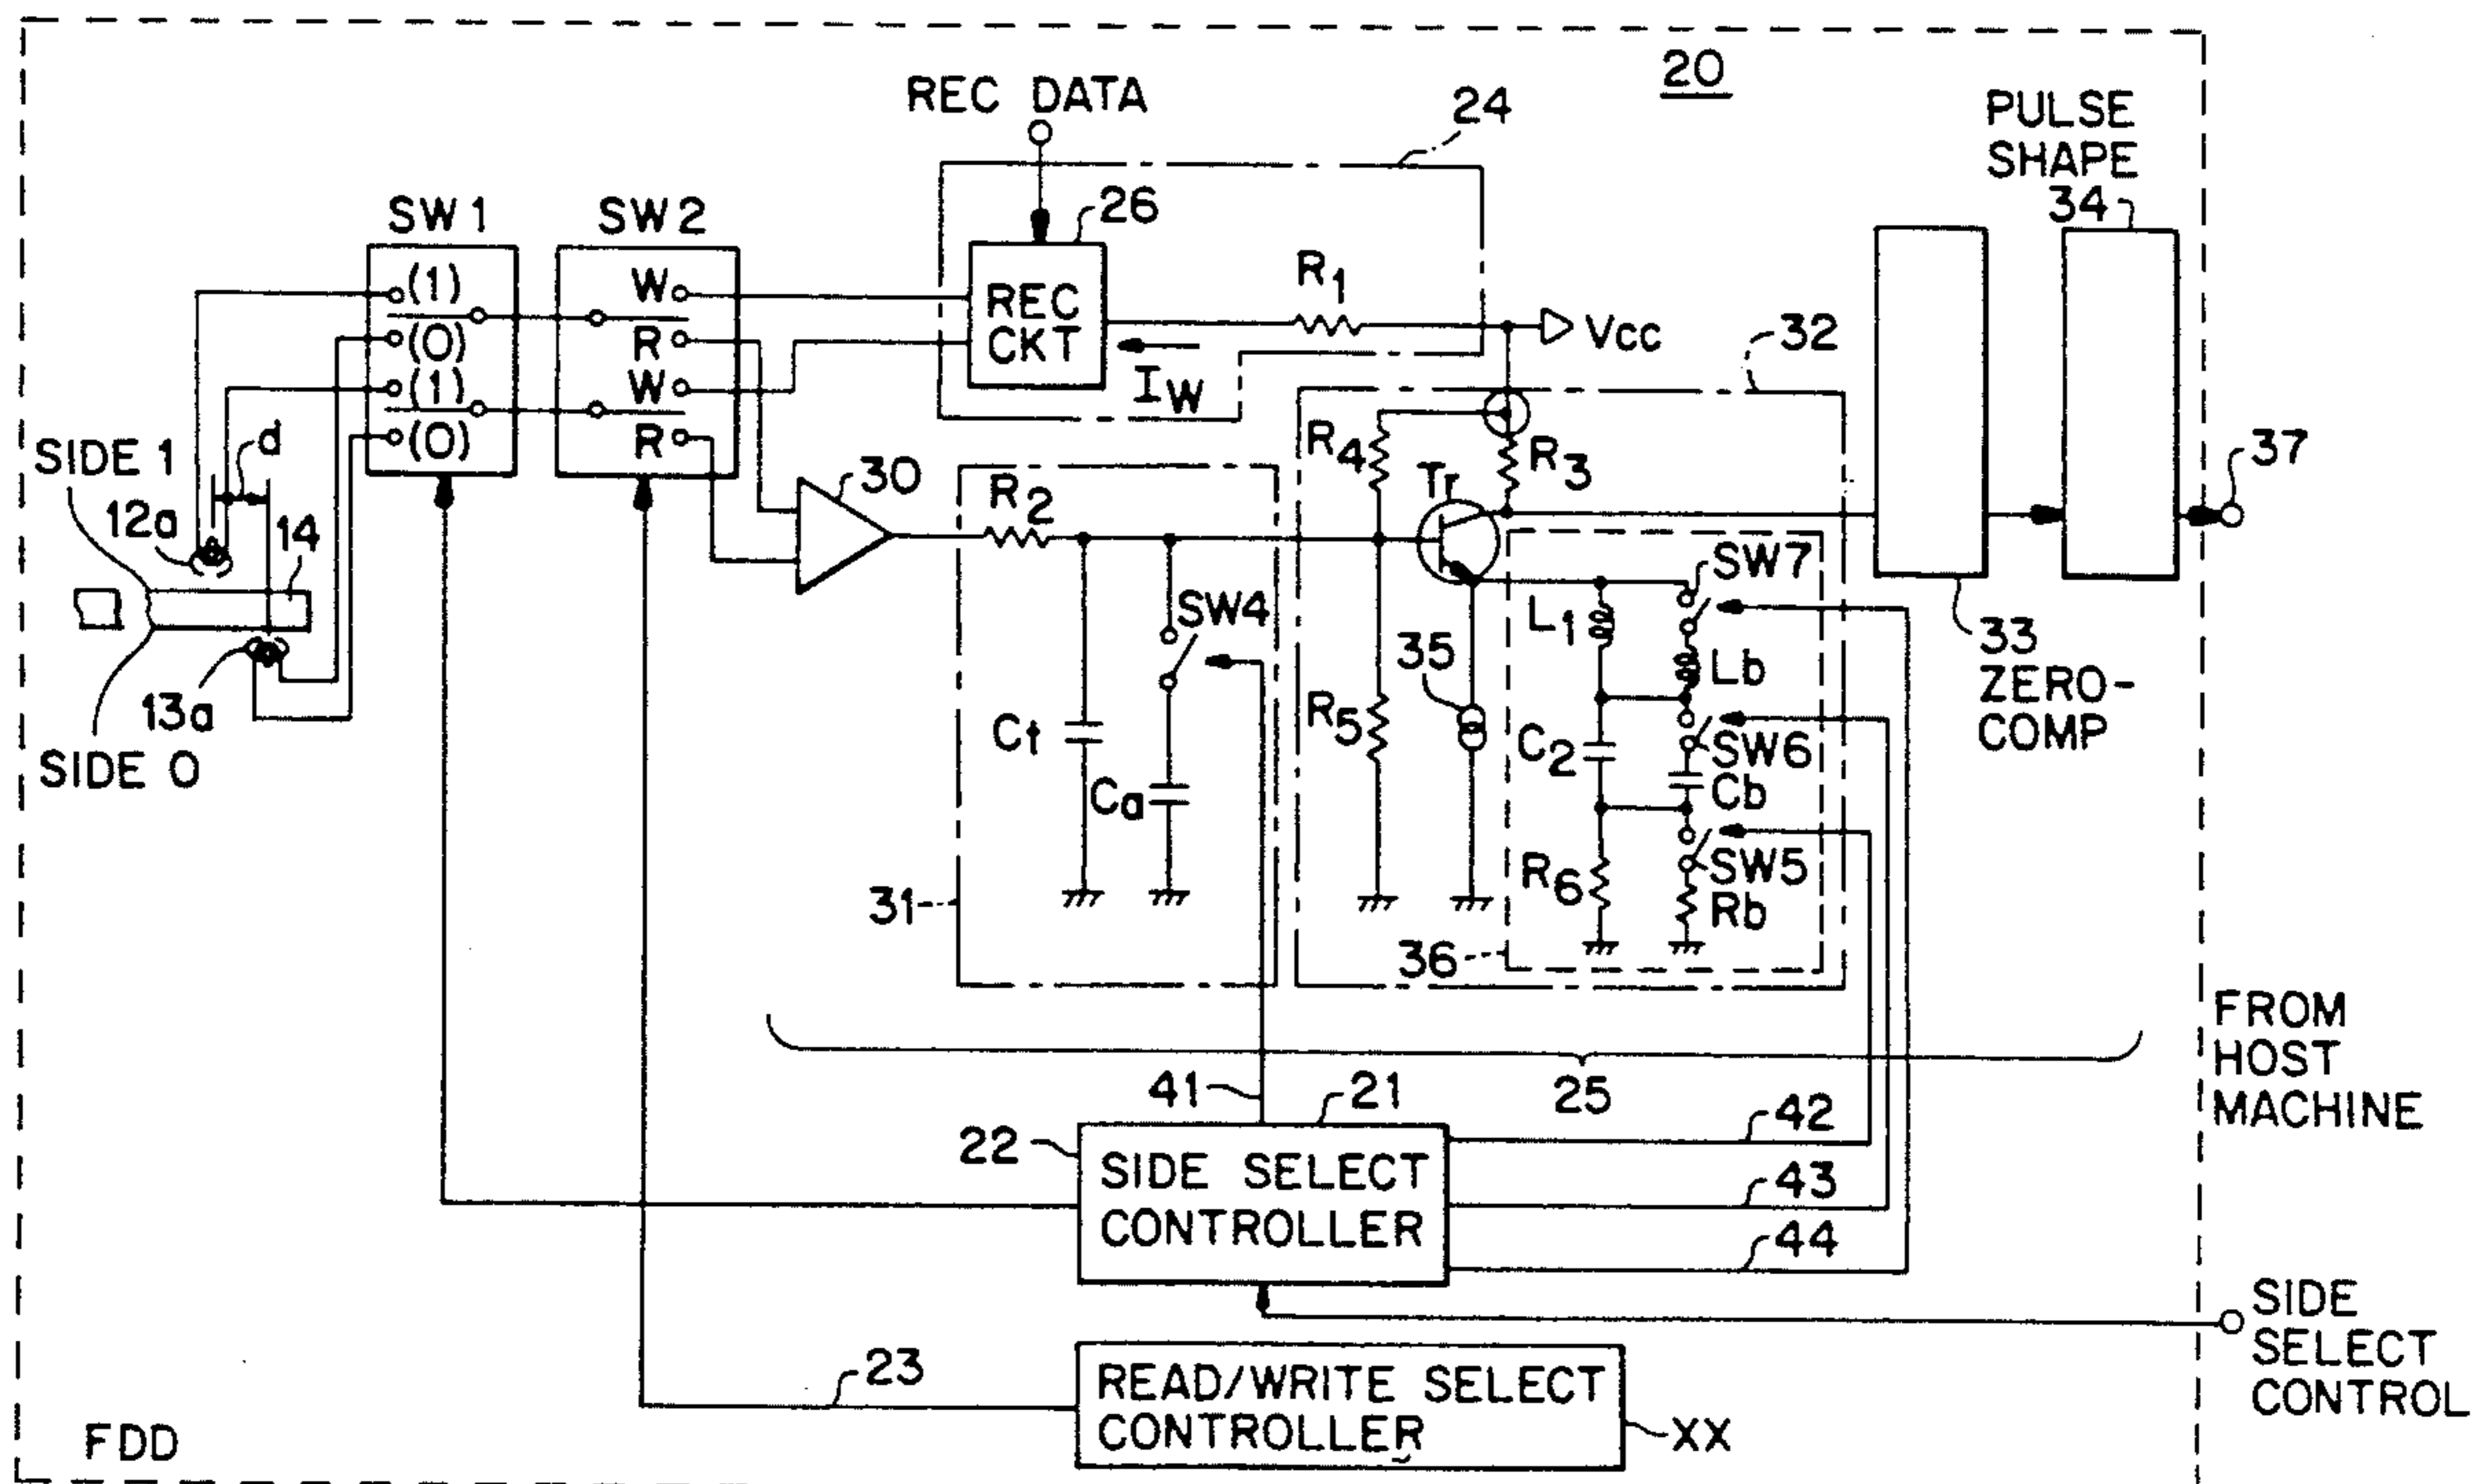 20
REC DATA
24
PULSE
SHAPE
34
SW1
SW2
26
(1)
(0)
(1)
(0)
W
R
W
R
REC
CKT
R1
Vcc
IW
32
SIDE 1
d
12a
14
13a
SIDE 0
30
R2
R4
R3
Tr
37
SW7
L1
Lb
35
SW4
Ct
Ca
R5
C2
SW6
Cb
33
ZERO-
COMP
R6
SW5
Rb
31
36
FROM
HOST
MACHINE
25
41
21
42
22
SIDE SELECT
CONTROLLER
43
44
SIDE
SELECT
CONTROL
23
READ/WRITE SELECT
CONTROLLER
XX
FDD